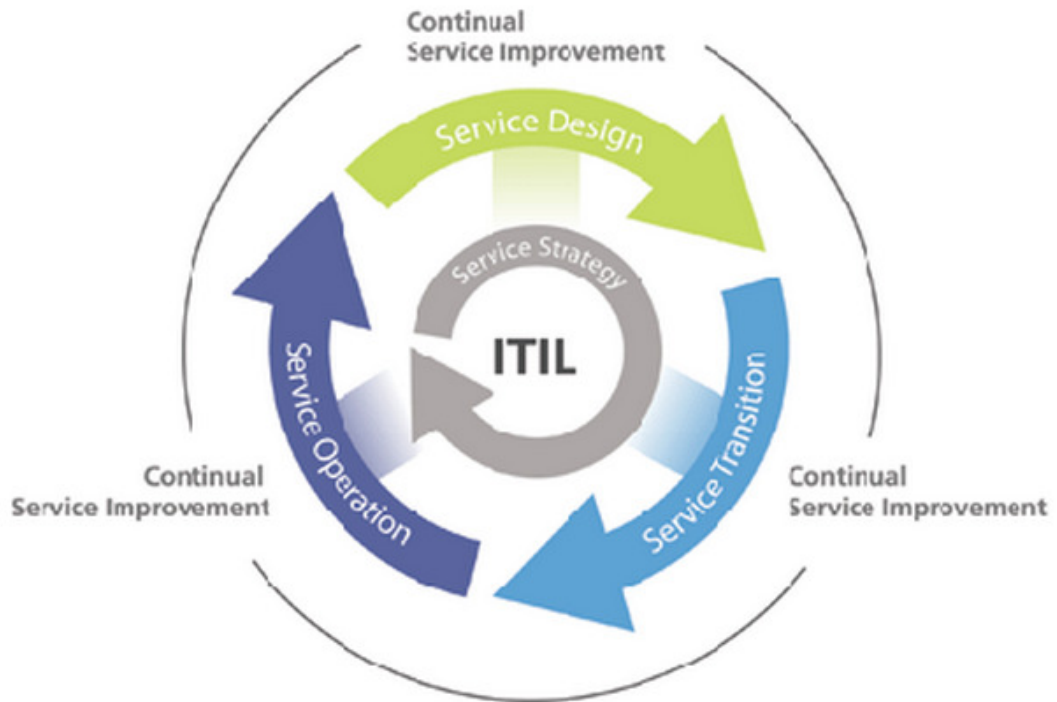 Continual
Service Improvement
Service Design
Service Strategy
ITIL
Service Operation
Service Transition
Continual
Service Improvement
Continual
Service Improvement